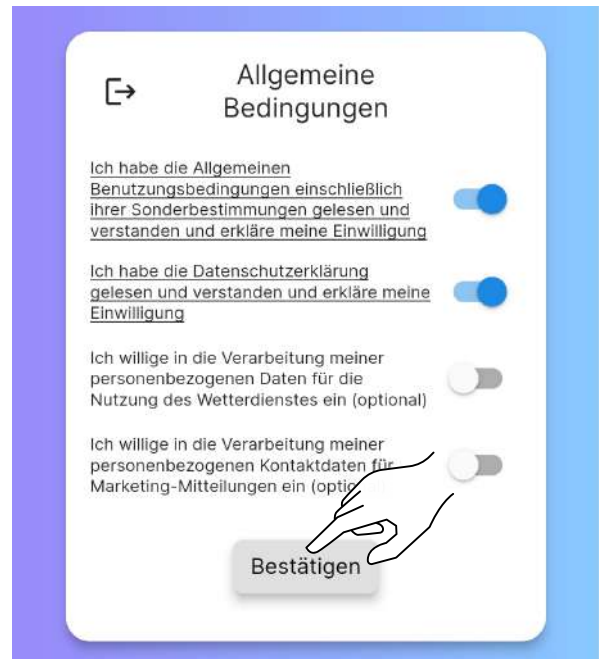 Allgemeine
Bedingungen
Ich habe die Allgemeinen
Benutzungsbedingungen einschließlich
ihrer Sonderbestimmungen gelesen und
verstanden und erkläre meine Einwilligung
Ich habe die Datenschutzerklärung
gelesen und verstanden und erkläre meine
Einwilligung
Ich willige in die Verarbeitung meiner
personenbezogenen Daten für die
Nutzung des Wetterdienstes ein (optional)
Ich willige in die Verarbeitung meiner
personenbezogenen Kontaktdaten für
Marketing-Mitteilungen ein
Bestätigen